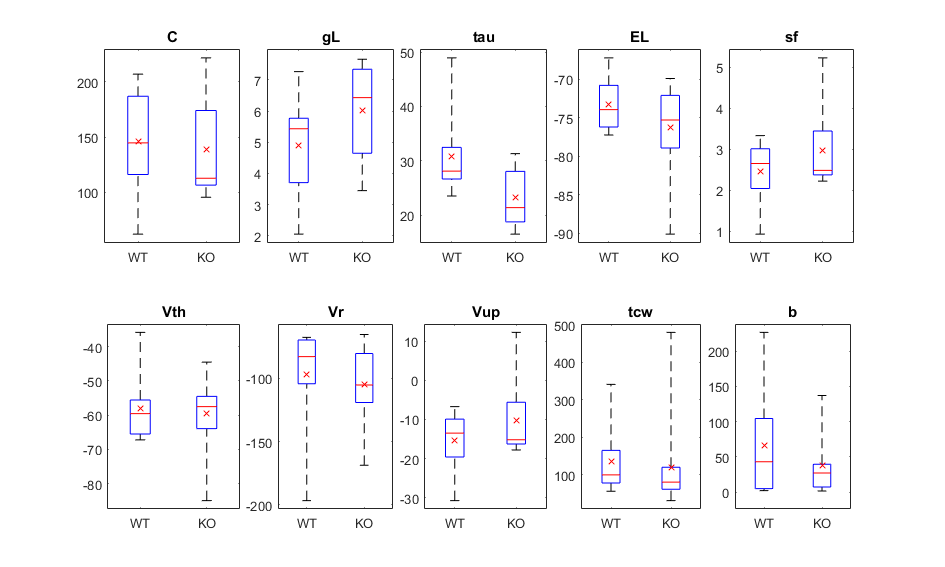 C gL tau EL sf
200 150 100 WT KO
7 6 5 4 3 2 WT KO
50 40 30 20 WT KO
-70 -75 -80 -85 -90 WT KO
5 4 3 2 1 WT KO
Vth Vr Vup tcw b
-40 -50 -60 -70 -80 WT KO
-100 -150 -200 WT KO
10 0 -10 -20 -30 WT KO
500 400 300 200 100 WT KO
200 150 100 50 0 WT KO